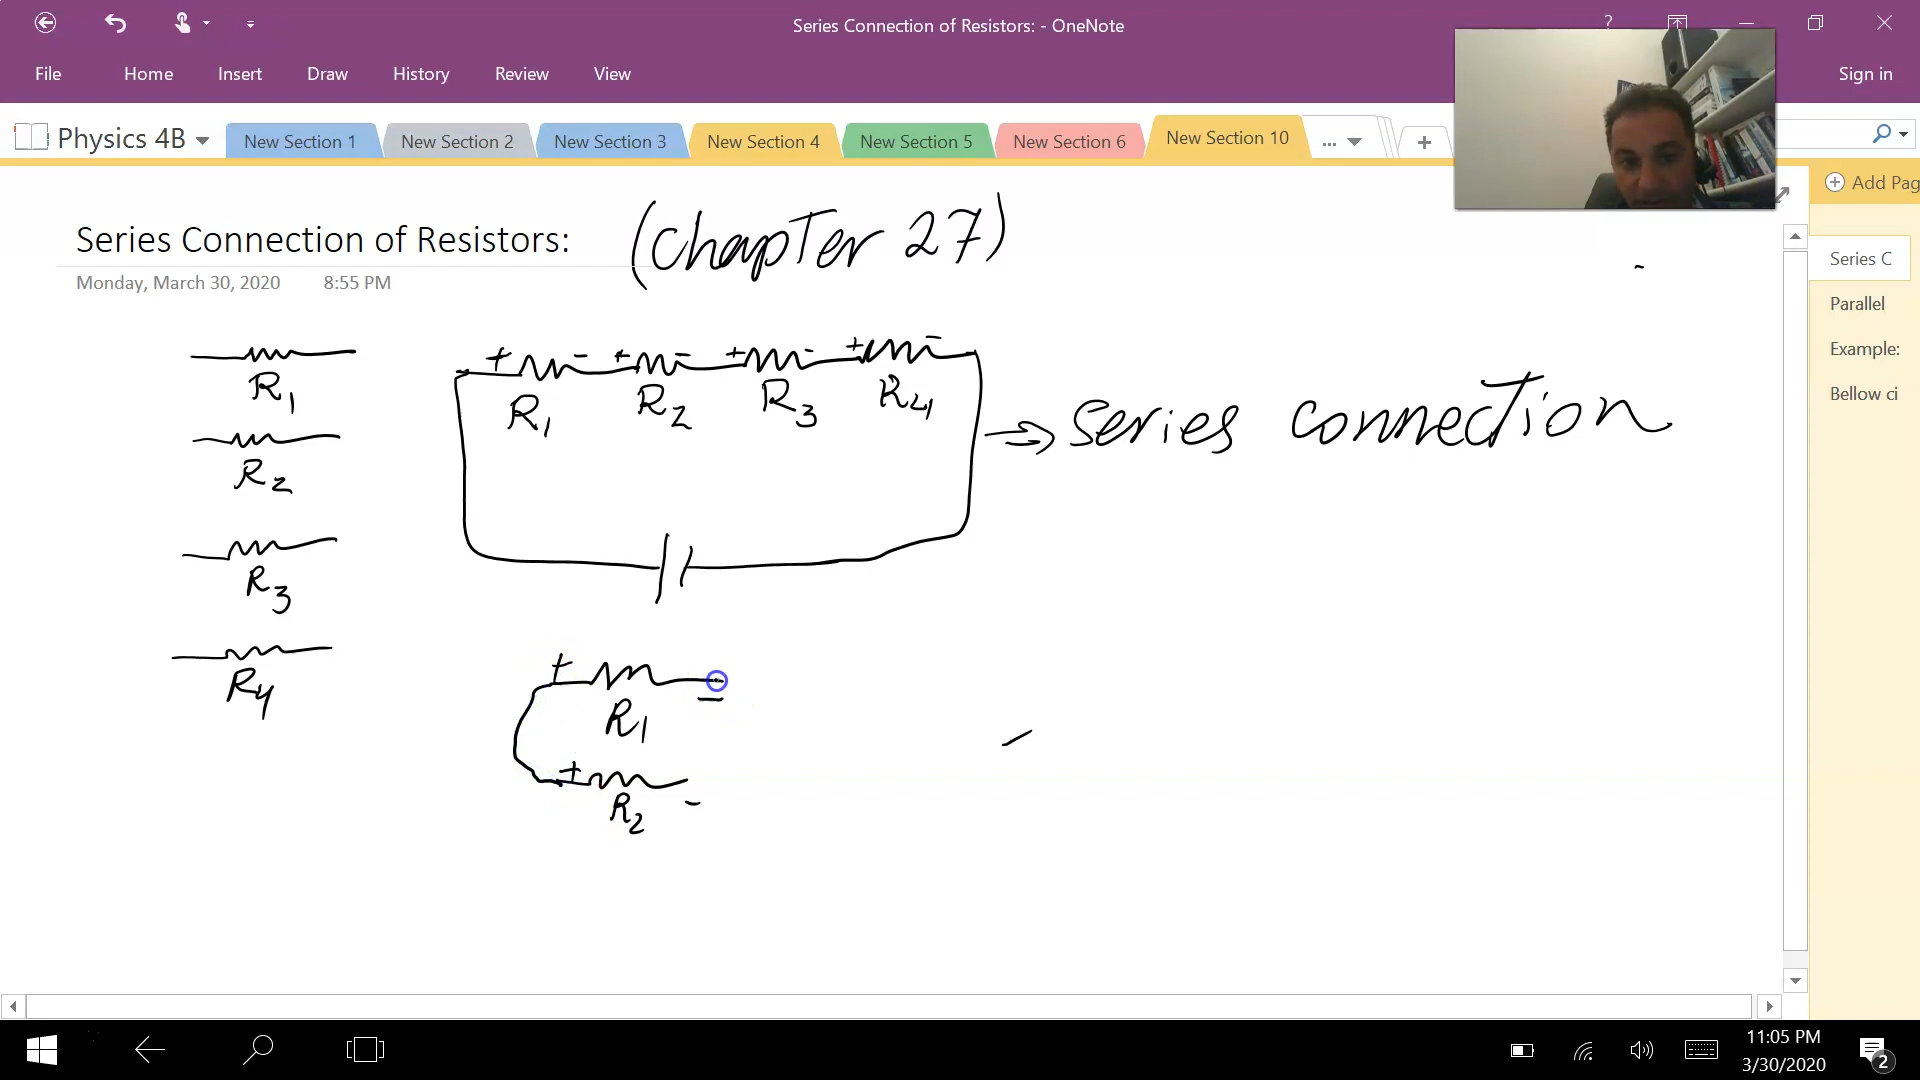 Series Connection of Resistors: - OneNote
?
File Home Insert Draw History Review View
Sign in
Physics 4B
New Section 1 New Section 2 New Section 3 New Section 4 New Section 5 New Section 6 New Section 10 ... +
Add Pag
Series Connection of Resistors: (Chapter 27)
Monday, March 30, 2020 8:55 PM
Series C
Parallel
Example:
Bellow ci
+ - + - + - + -
R1
R1 R2 R3 R4
→ series connection
R2
R3
R4
+ -
R1
+ -
R2
11:05 PM
3/30/2020
2